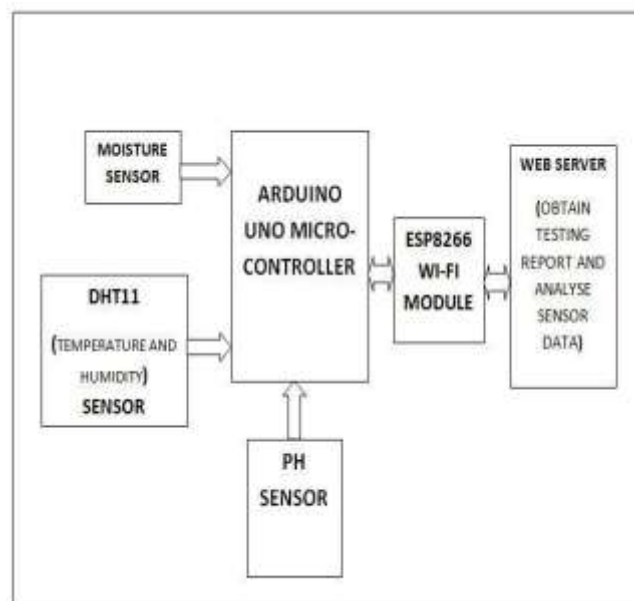 MOISTURE
SENSOR
ARDUINO
UNO MICRO-
CONTROLLER
DHT11
(TEMPERATURE AND
HUMIDITY)
SENSOR
PH
SENSOR
ESP8266
WI-FI
MODULE
WEB SERVER
(OBTAIN
TESTING
REPORT AND
ANALYSE
SENSOR
DATA)